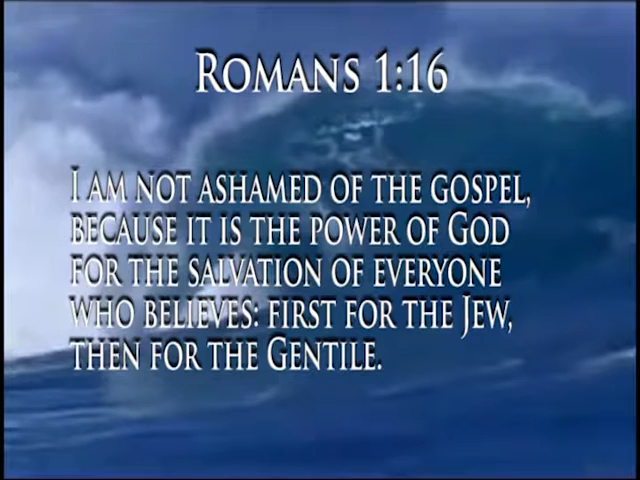 Romans 1:16
I am not ashamed of the gospel,
because it is the power of God
for the salvation of everyone
who believes: first for the Jew,
then for the Gentile.